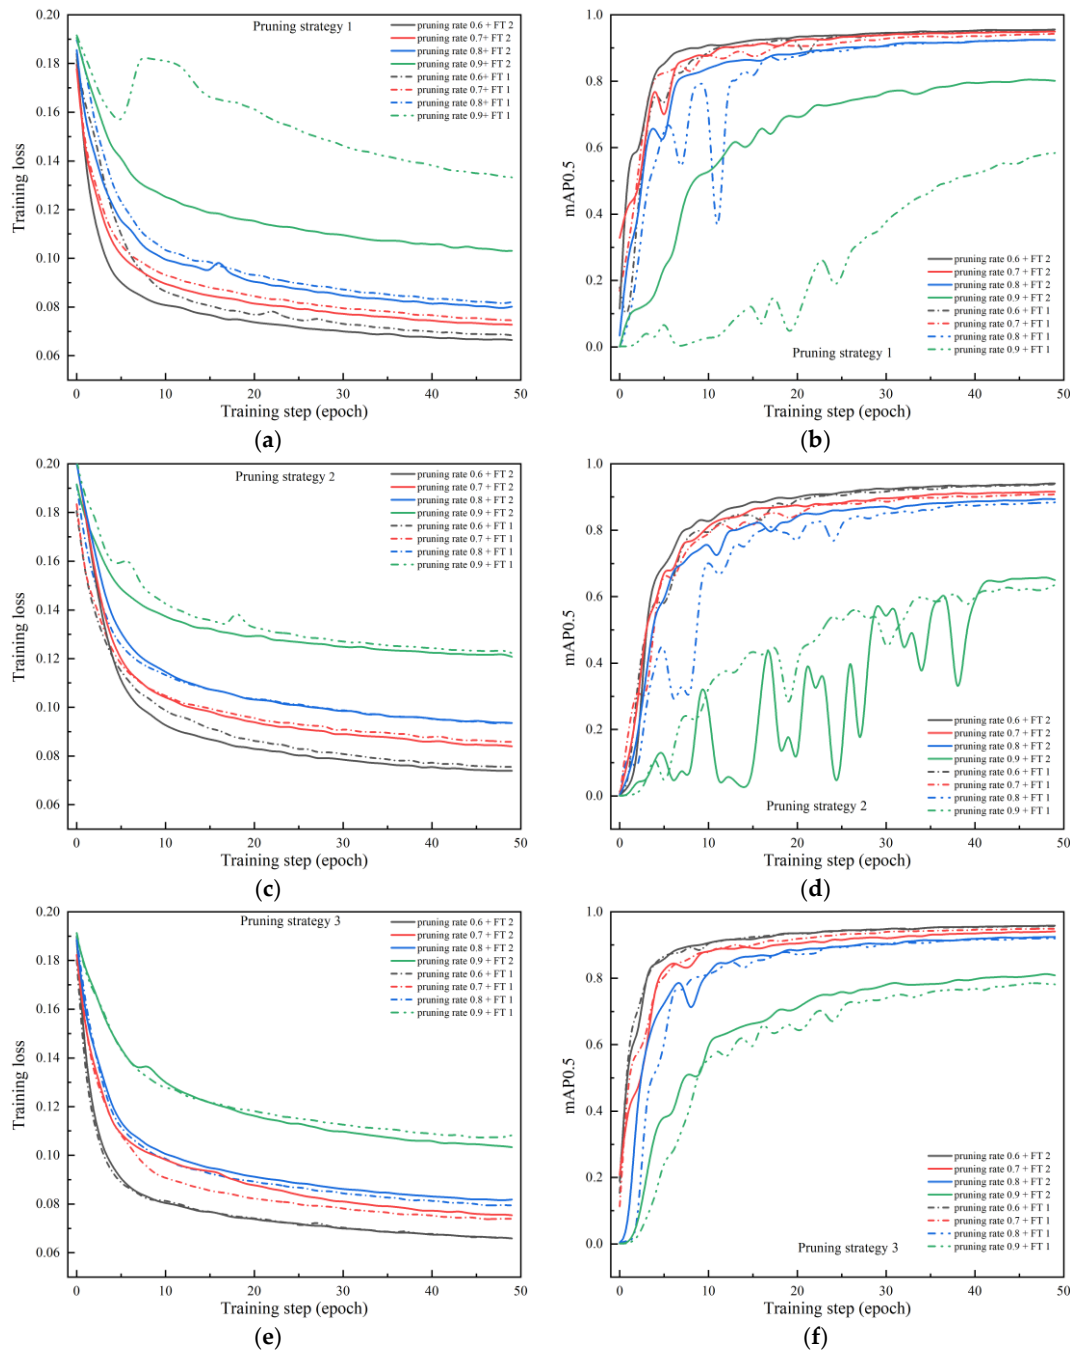 Pruning strategy 1
pruning rate 0.6 + FT 2
pruning rate 0.7+ FT 2
pruning rate 0.8+ FT 2
pruning rate 0.9+ FT 2
pruning rate 0.6+ FT 1
pruning rate 0.7+ FT 1
pruning rate 0.8+ FT 1
pruning rate 0.9+ FT 1
0.20
0.18
0.16
0.14
0.12
0.10
0.08
0.06
Training loss
0 10 20 30 40 50
Training step (epoch)
(a)
1.0
0.8
0.6
0.4
0.2
0.0
mAP0.5
pruning rate 0.6 + FT 2
pruning rate 0.7 + FT 2
pruning rate 0.8 + FT 2
pruning rate 0.9 + FT 2
pruning rate 0.6 + FT 1
pruning rate 0.7 + FT 1
pruning rate 0.8 + FT 1
pruning rate 0.9 + FT 1
Pruning strategy 1
0 10 20 30 40 50
Training step (epoch)
(b)
Pruning strategy 2
pruning rate 0.6 + FT 2
pruning rate 0.7 + FT 2
pruning rate 0.8 + FT 2
pruning rate 0.9 + FT 2
pruning rate 0.6 + FT 1
pruning rate 0.7 + FT 1
pruning rate 0.8 + FT 1
pruning rate 0.9 + FT 1
0.20
0.18
0.16
0.14
0.12
0.10
0.08
0.06
Training loss
0 10 20 30 40 50
Training step (epoch)
(c)
1.0
0.8
0.6
0.4
0.2
0.0
mAP0.5
pruning rate 0.6 + FT 2
pruning rate 0.7 + FT 2
pruning rate 0.8 + FT 2
pruning rate 0.9 + FT 2
pruning rate 0.6 + FT 1
pruning rate 0.7 + FT 1
pruning rate 0.8 + FT 1
pruning rate 0.9 + FT 1
Pruning strategy 2
0 10 20 30 40 50
Training step (epoch)
(d)
Pruning strategy 3
pruning rate 0.6 + FT 2
pruning rate 0.7 + FT 2
pruning rate 0.8 + FT 2
pruning rate 0.9 + FT 2
pruning rate 0.6 + FT 1
pruning rate 0.7 + FT 1
pruning rate 0.8 + FT 1
pruning rate 0.9 + FT 1
0.20
0.18
0.16
0.14
0.12
0.10
0.08
0.06
Training loss
0 10 20 30 40 50
Training step (epoch)
(e)
1.0
0.8
0.6
0.4
0.2
0.0
mAP0.5
pruning rate 0.6 + FT 2
pruning rate 0.7 + FT 2
pruning rate 0.8 + FT 2
pruning rate 0.9 + FT 2
pruning rate 0.6 + FT 1
pruning rate 0.7 + FT 1
pruning rate 0.8 + FT 1
pruning rate 0.9 + FT 1
Pruning strategy 3
0 10 20 30 40 50
Training step (epoch)
(f)